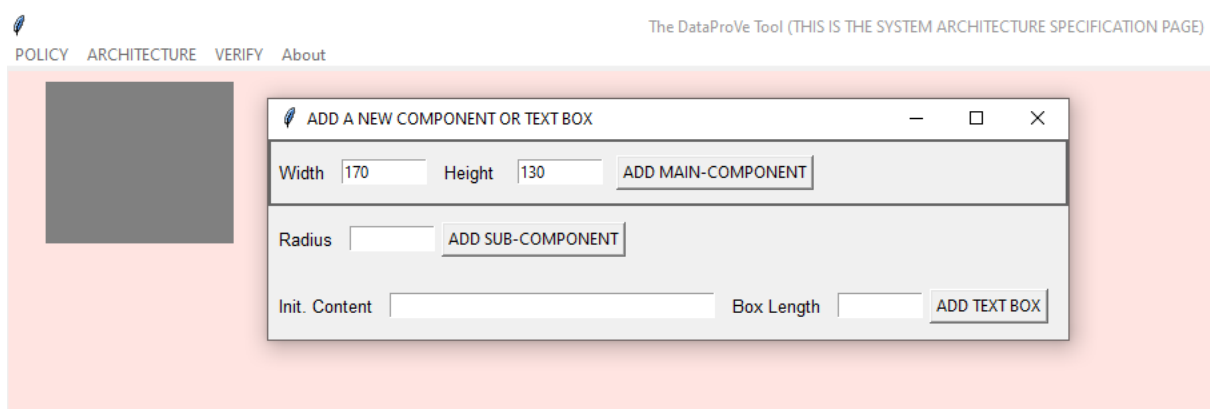 The DataProVe Tool (THIS IS THE SYSTEM ARCHITECTURE SPECIFICATION PAGE)
POLICY ARCHITECTURE VERIFY About
ADD A NEW COMPONENT OR TEXT BOX
Width 170 Height 130 ADD MAIN-COMPONENT
Radius ADD SUB-COMPONENT
Init. Content Box Length ADD TEXT BOX